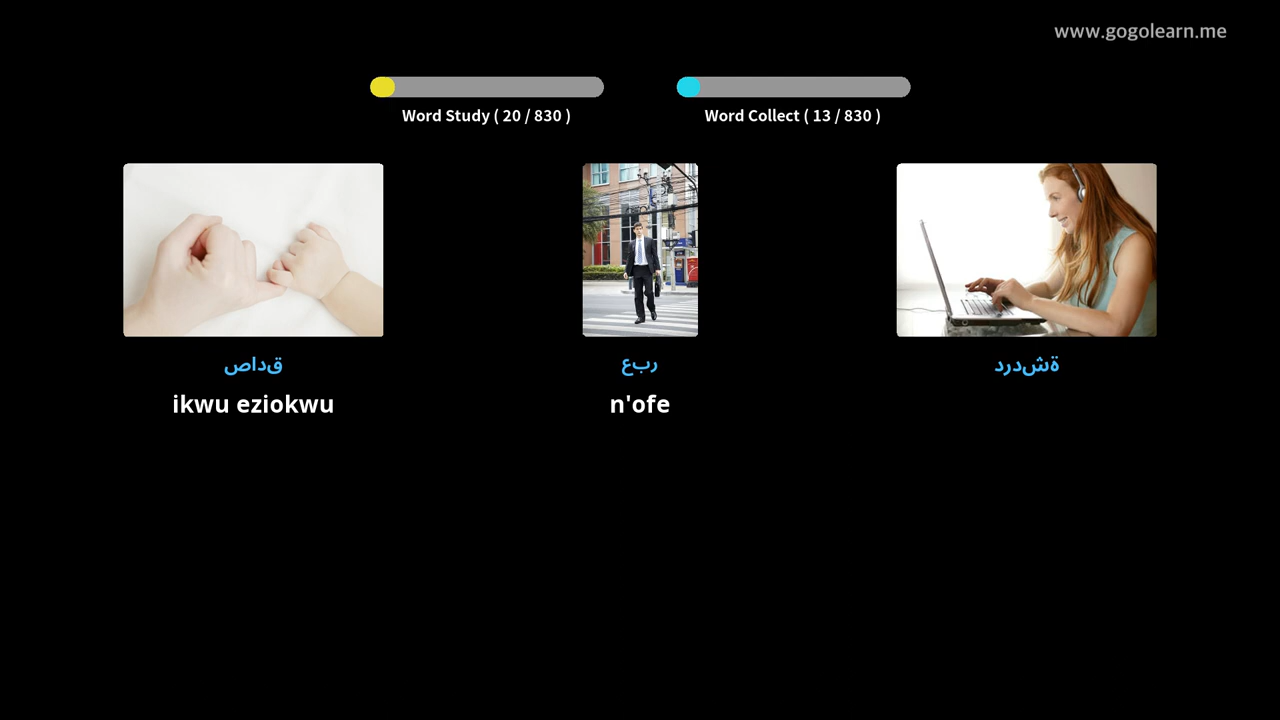 www.gogolearn.me
Word Study ( 20 / 830 )
Word Collect ( 13 / 830 )
قداص
ikwu eziokwu
ربع
n'ofe
ةشدرد